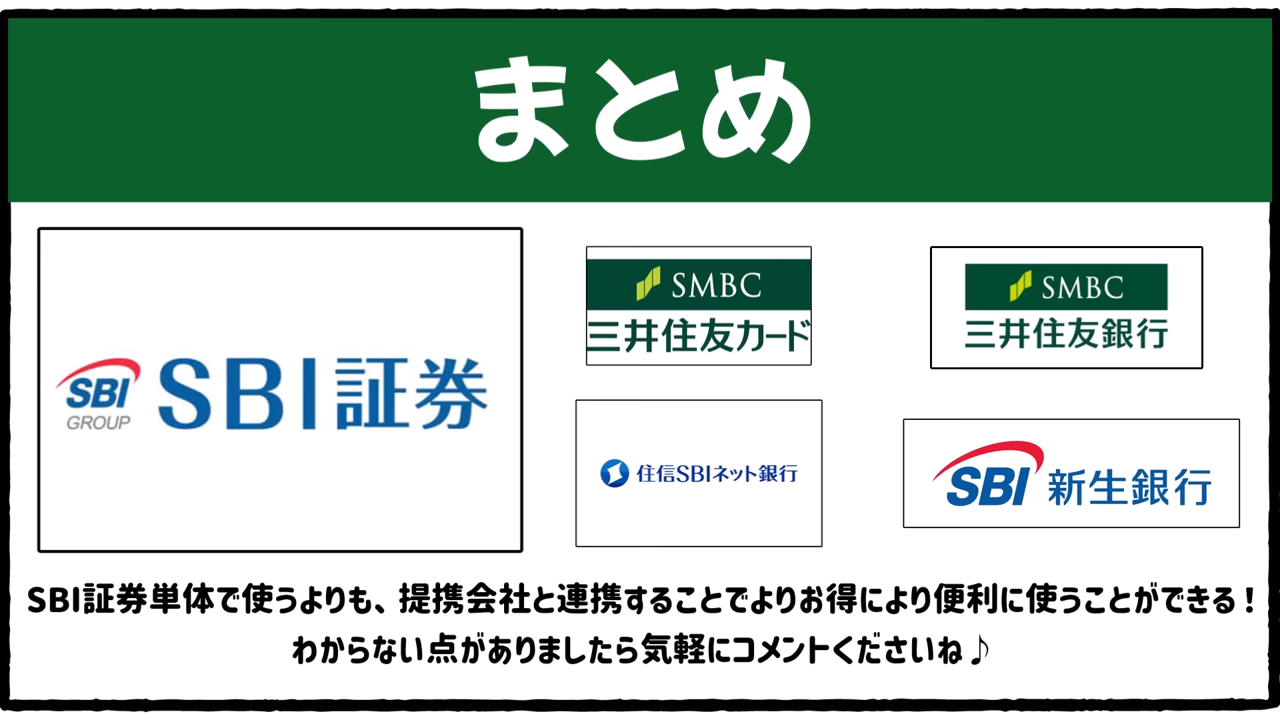 まとめ
SBI GROUP SBI証券
SMBC
三井住友カード
SMBC
三井住友銀行
住信SBIネット銀行
SBI新生銀行
SBI証券単体で使うよりも、提携会社と連携することでよりお得により便利に使うことができる！
わからない点がありましたら気軽にコメントくださいね♪